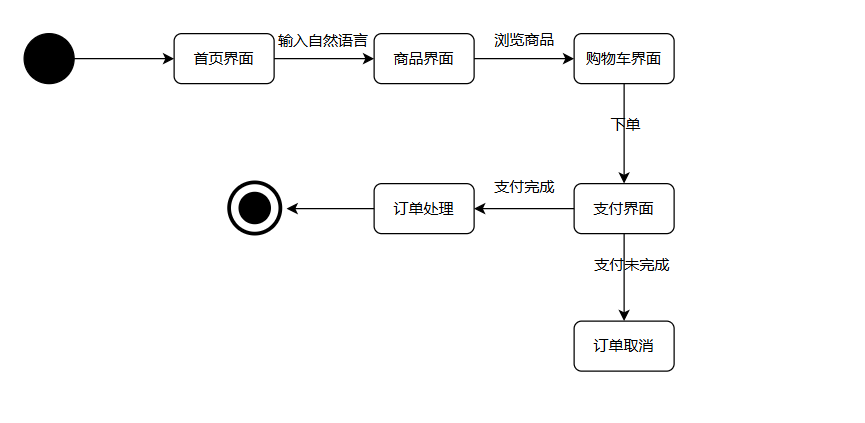 首页界面
输入自然语言
商品界面
浏览商品
购物车界面
下单
支付界面
支付完成
订单处理
支付未完成
订单取消